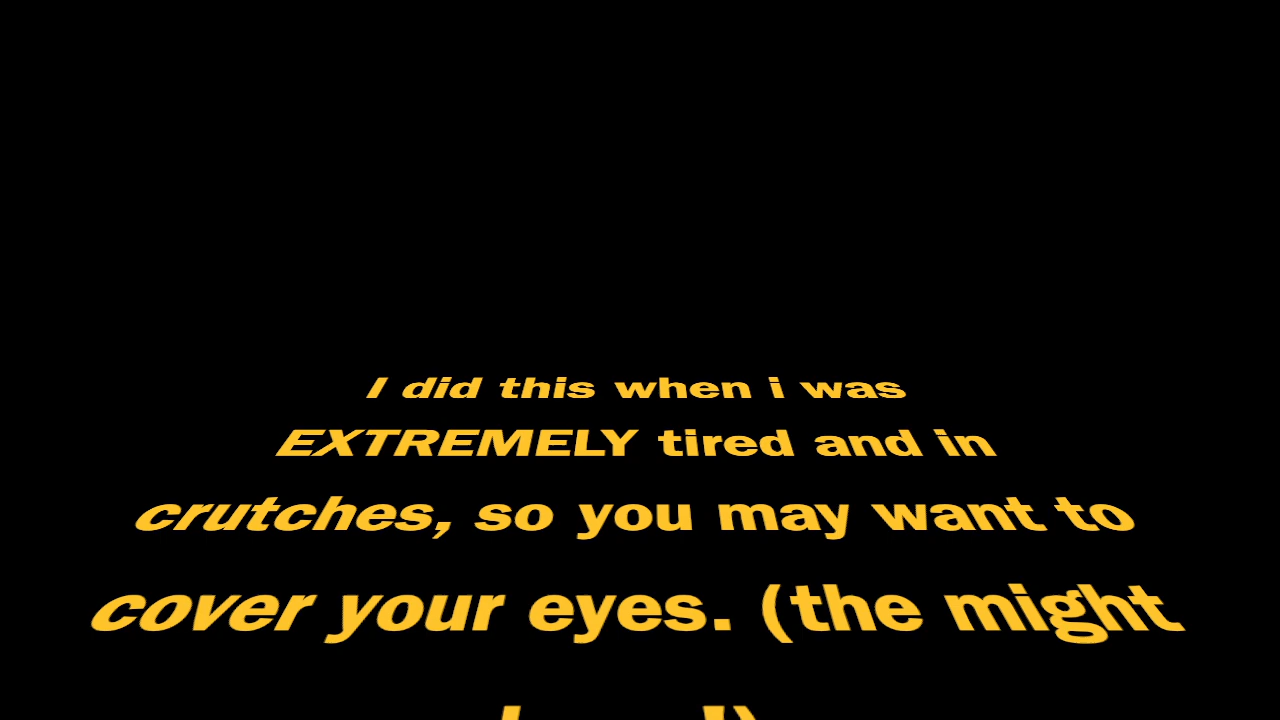 I did this when i was
EXTREMELY tired and in
crutches, so you may want to
cover your eyes. (the might